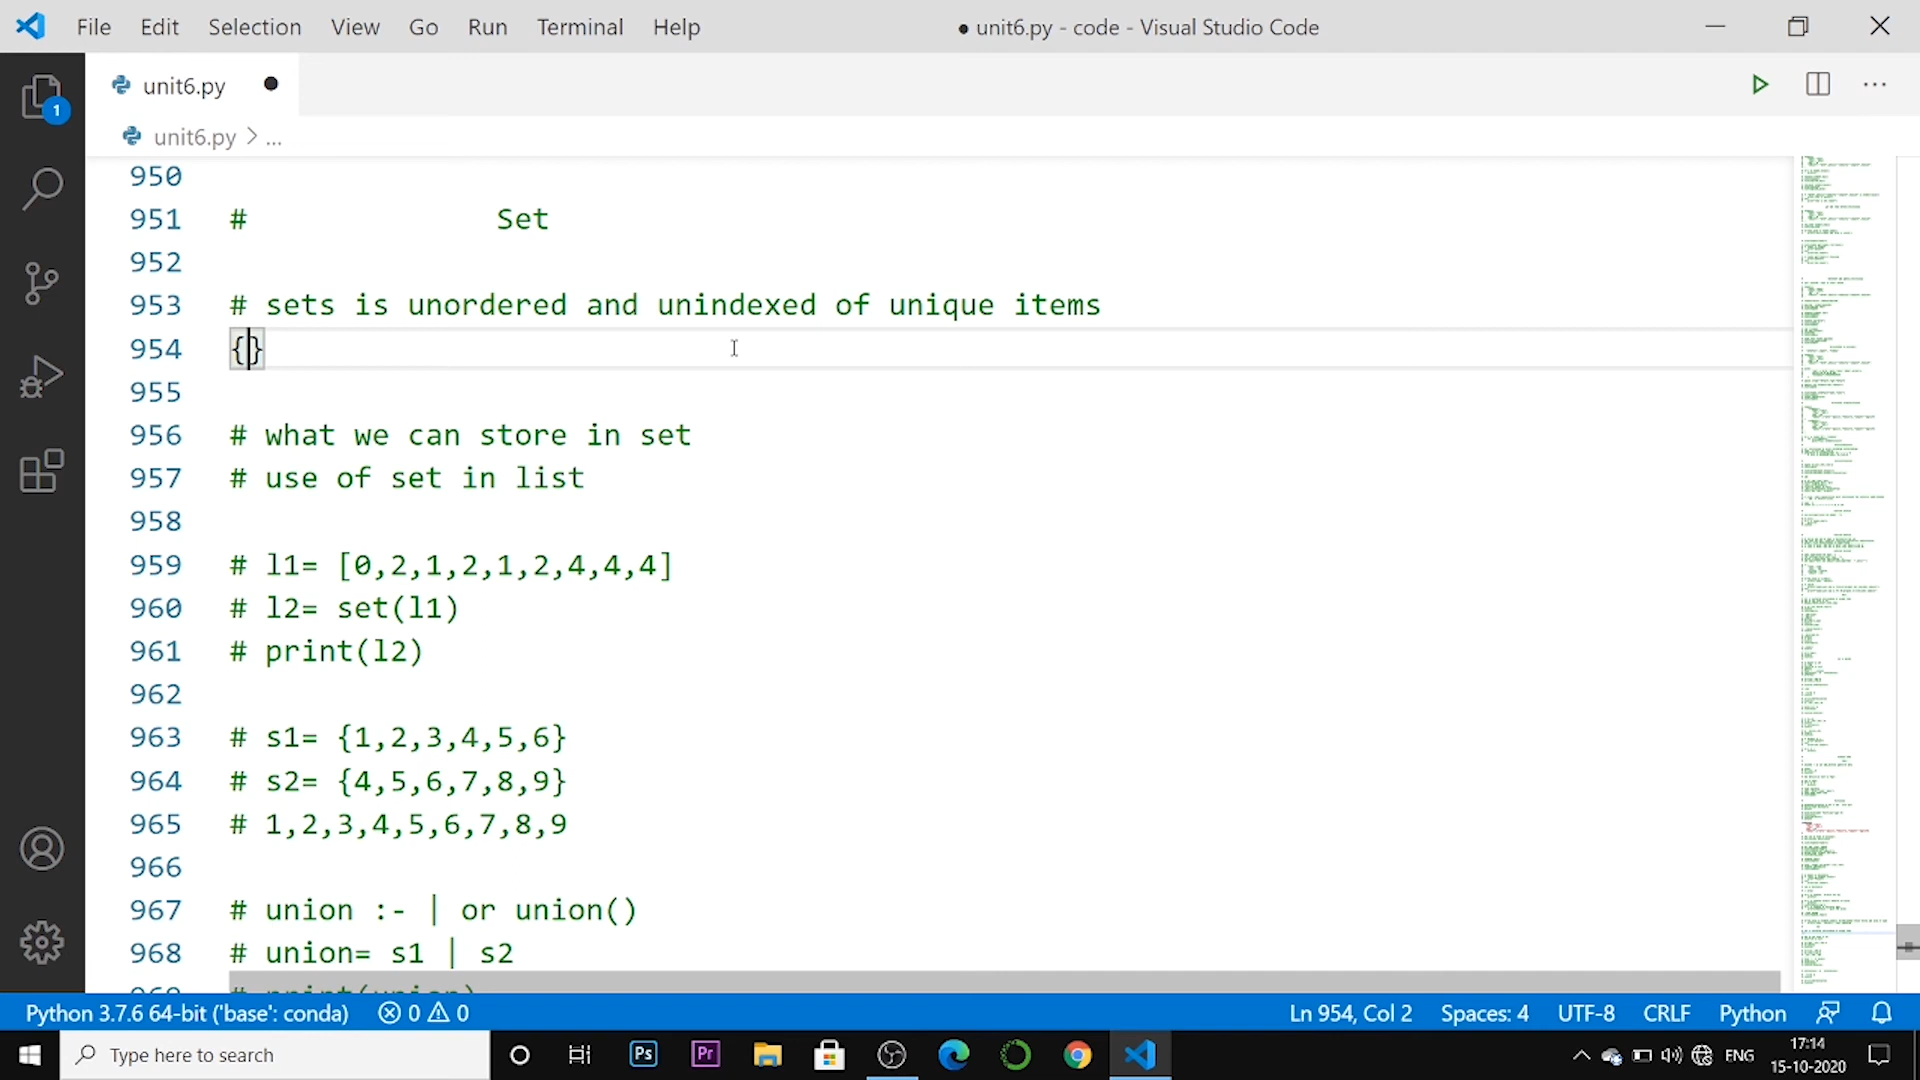 File Edit Selection View Go Run Terminal Help ● unit6.py - code - Visual Studio Code
unit6.py ●
1
unit6.py > ...
950
951 # Set
952
953 # sets is unordered and unindexed of unique items
954 {}
955
956 # what we can store in set
957 # use of set in list
958
959 # l1= [0,2,1,2,1,2,4,4,4]
960 # l2= set(l1)
961 # print(l2)
962
963 # s1= {1,2,3,4,5,6}
964 # s2= {4,5,6,7,8,9}
965 # 1,2,3,4,5,6,7,8,9
966
967 # union :- | or union()
968 # union= s1 | s2
969 # print(union)
Python 3.7.6 64-bit ('base': conda) 0 0 Ln 954, Col 2 Spaces: 4 UTF-8 CRLF Python
Type here to search Ps Pr ENG 17:14
15-10-2020